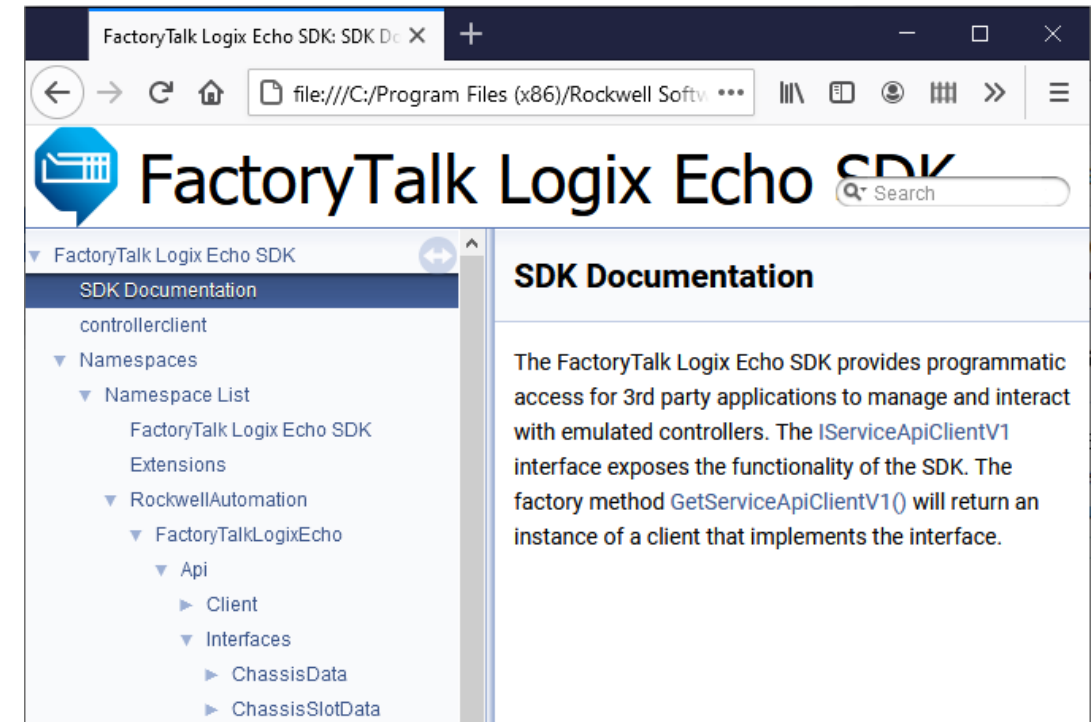 FactoryTalk Logix Echo SDK: SDK Do
file:///C:/Program Files (x86)/Rockwell Softw
FactoryTalk Logix Echo SDK
Search
FactoryTalk Logix Echo SDK
SDK Documentation
controllerclient
Namespaces
Namespace List
FactoryTalk Logix Echo SDK
Extensions
RockwellAutomation
FactoryTalkLogixEcho
Api
Client
Interfaces
ChassisData
ChassisSlotData
SDK Documentation
The FactoryTalk Logix Echo SDK provides programmatic
access for 3rd party applications to manage and interact
with emulated controllers. The IServiceApiClientV1
interface exposes the functionality of the SDK. The
factory method GetServiceApiClientV1() will return an
instance of a client that implements the interface.